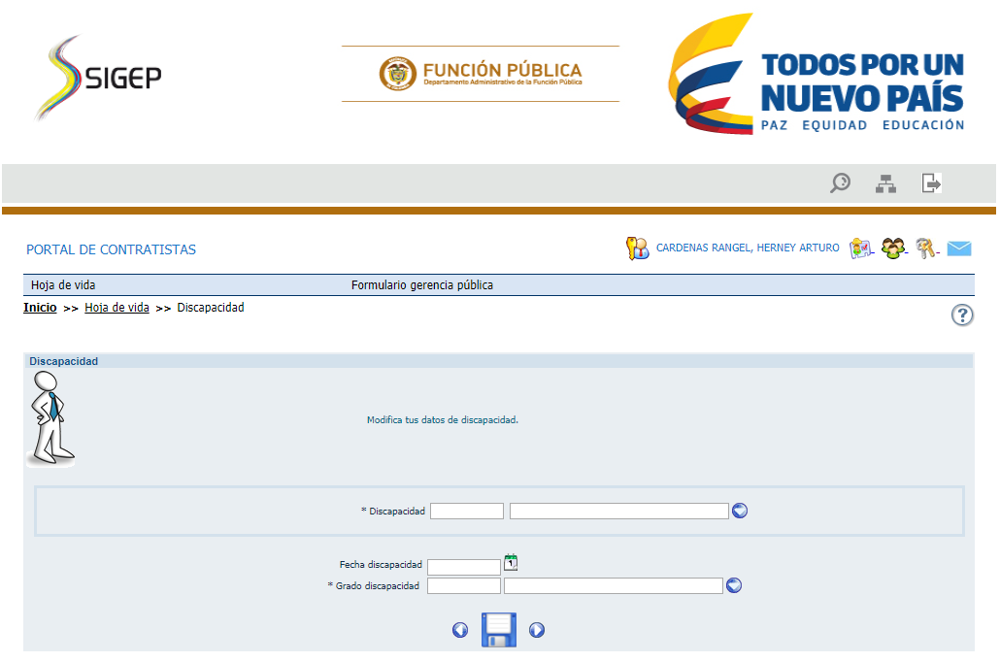 SIGEP
FUNCIÓN PÚBLICA
Departamento Administrativo de la Función Pública
TODOS POR UN
NUEVO PAÍS
PAZ EQUIDAD EDUCACIÓN
PORTAL DE CONTRATISTAS
CARDENAS RANGEL, HERNEY ARTURO
Hoja de vida Formulario gerencia pública
Inicio >> Hoja de vida >> Discapacidad
?
Discapacidad
Modifica tus datos de discapacidad.
* Discapacidad
Fecha discapacidad
1
* Grado discapacidad